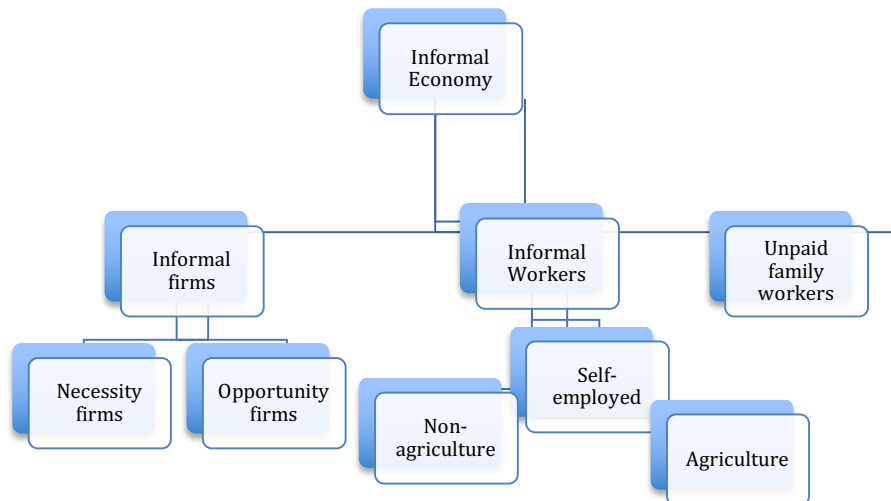 Informal
Economy
Informal
firms
Informal
Workers
Unpaid
family
workers
Necessity
firms
Opportunity
firms
Self-
employed
Non-
agriculture
Agriculture